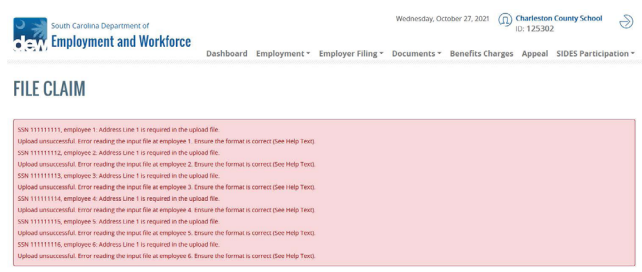 South Carolina Department of
dew Employment and Workforce
Wednesday, October 27, 2021
Charleston County School
ID: 125302
Dashboard Employment Employer Filing Documents Benefits Charges Appeal SIDES Participation
FILE CLAIM
SSN 111111111, employee 1: Address Line 1 is required in the upload file.
Upload unsuccessful. Error reading the input file at employee 1. Ensure the format is correct (See Help Text).
SSN 111111112, employee 2: Address Line 1 is required in the upload file.
Upload unsuccessful. Error reading the input file at employee 2. Ensure the format is correct (See Help Text).
SSN 111111113, employee 3: Address Line 1 is required in the upload file.
Upload unsuccessful. Error reading the input file at employee 3. Ensure the format is correct (See Help Text).
SSN 111111114, employee 4: Address Line 1 is required in the upload file.
Upload unsuccessful. Error reading the input file at employee 4. Ensure the format is correct (See Help Text).
SSN 111111115, employee 5: Address Line 1 is required in the upload file.
Upload unsuccessful. Error reading the input file at employee 5. Ensure the format is correct (See Help Text).
SSN 111111116, employee 6: Address Line 1 is required in the upload file.
Upload unsuccessful. Error reading the input file at employee 6. Ensure the format is correct (See Help Text).